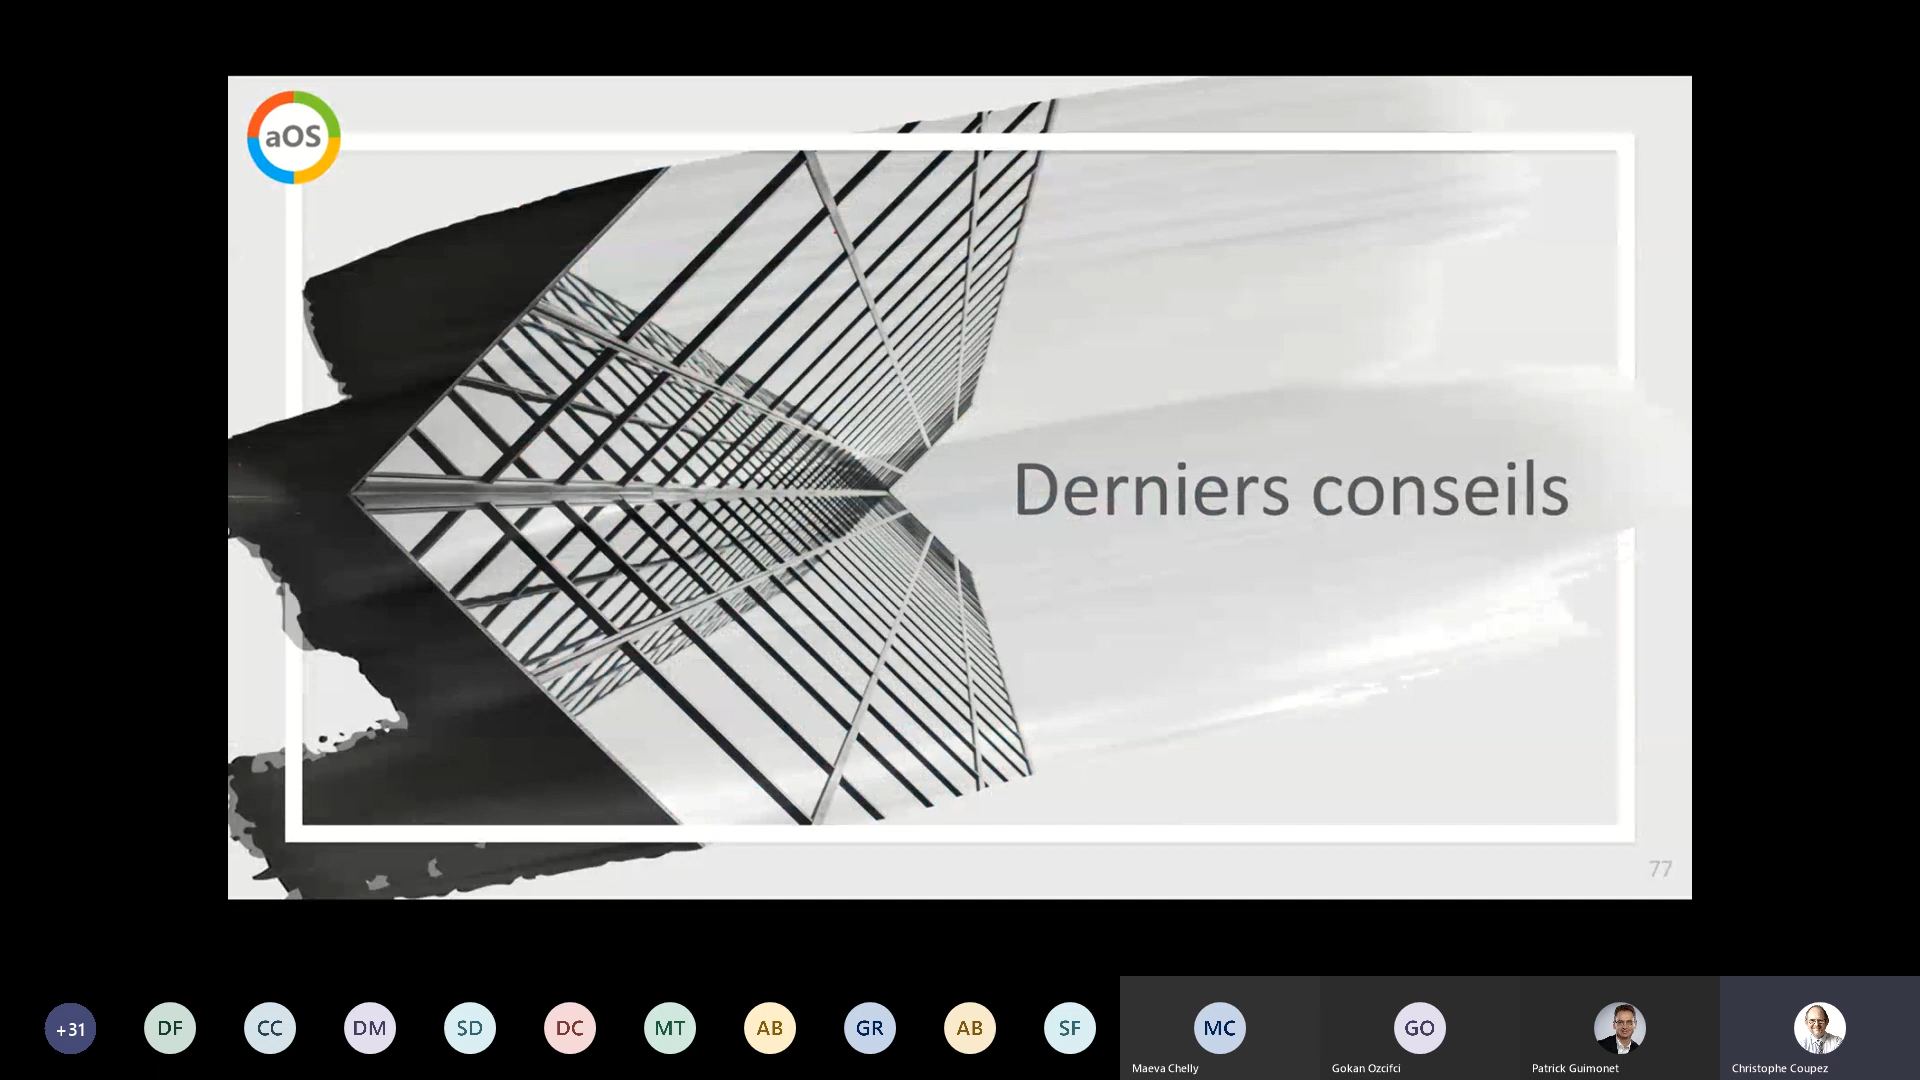 aOS
Derniers conseils
77
+31
DF
CC
DM
SD
DC
MT
AB
GR
AB
SF
MC
GO
Maeva Chelly
Gokan Ozcifci
Patrick Guimonet
Christophe Coupez